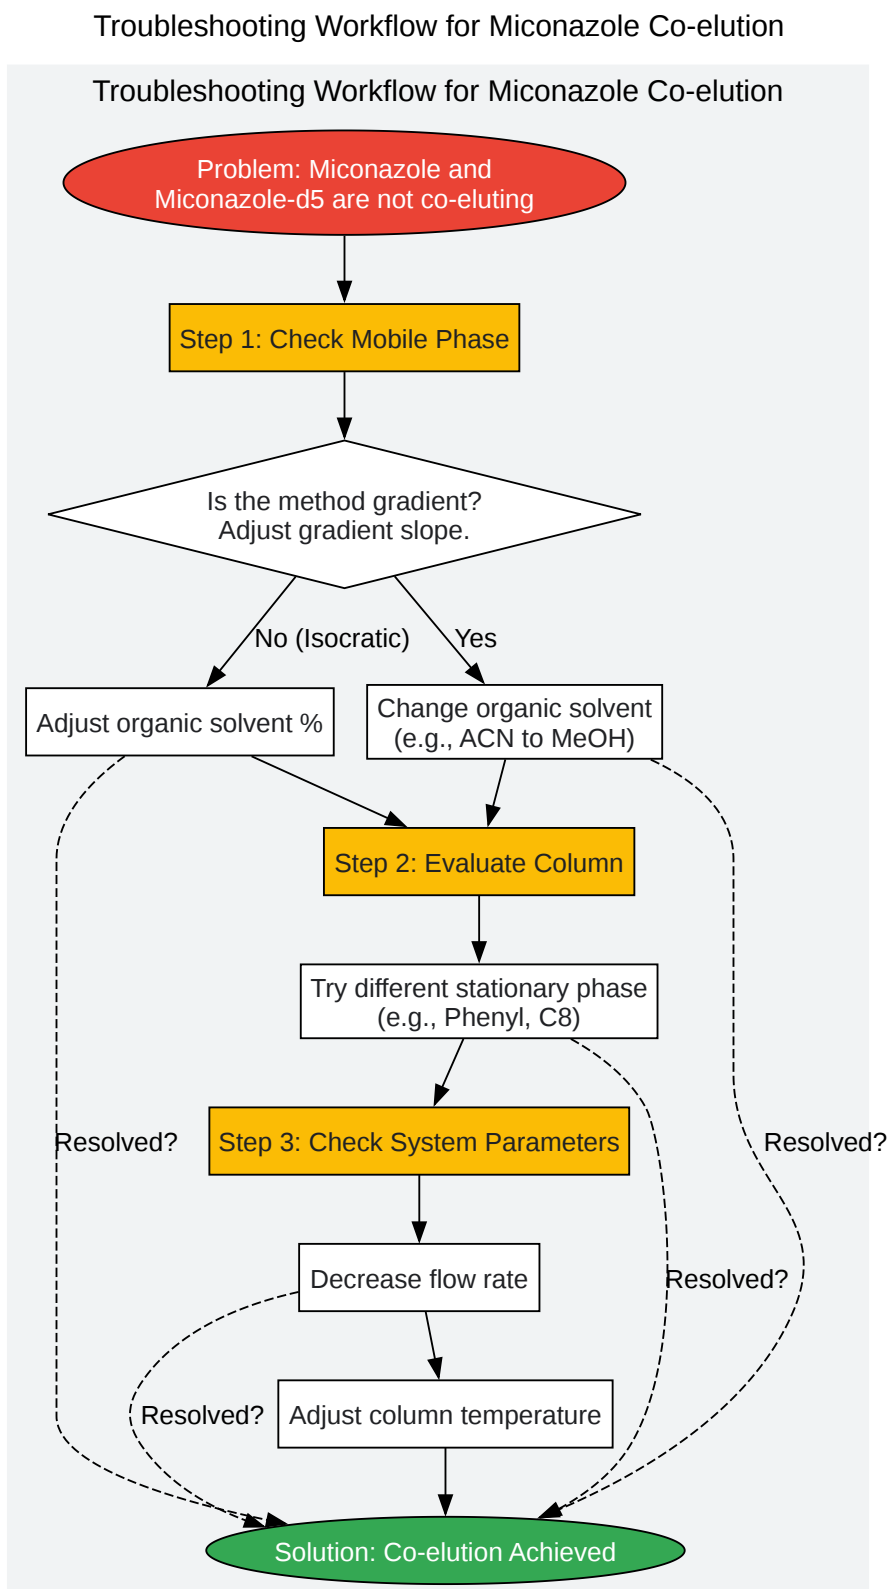 Troubleshooting Workflow for Miconazole Co-elution
Troubleshooting Workflow for Miconazole Co-elution
Problem: Miconazole and
Miconazole-d5 are not co-eluting
Step 1: Check Mobile Phase
Is the method gradient?
Adjust gradient slope.
No (Isocratic)
Yes
Adjust organic solvent %
Change organic solvent
(e.g., ACN to MeOH)
Step 2: Evaluate Column
Try different stationary phase
(e.g., Phenyl, C8)
Resolved?
Step 3: Check System Parameters
Resolved?
Decrease flow rate
Resolved?
Resolved?
Adjust column temperature
Solution: Co-elution Achieved